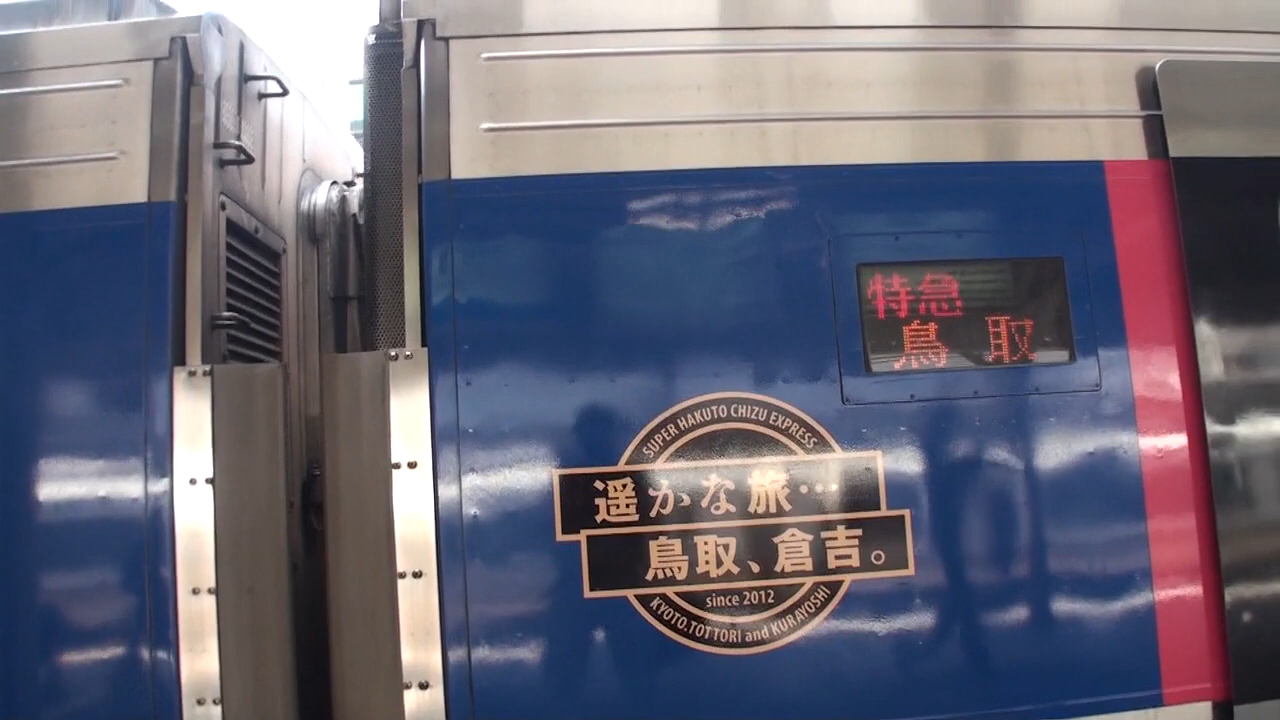 特急
鳥 取
SUPER HAKUTO CHIZU EXPRESS
遥かな旅…
鳥取、倉吉。
since 2012
KYOTO.TOTTORI and KURAYOSHI